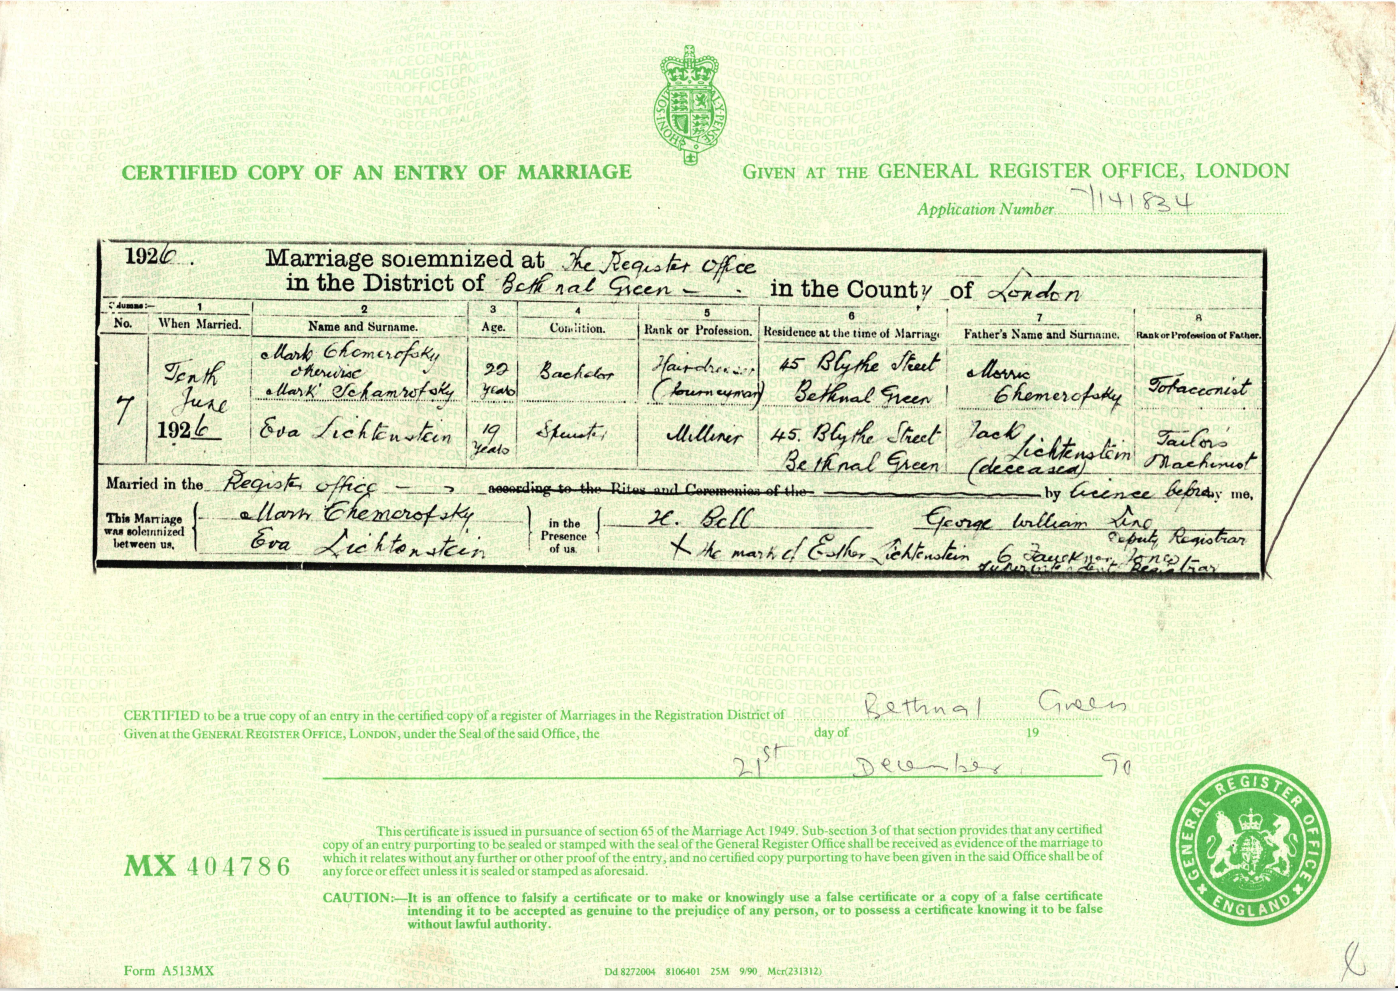 CERTIFIED COPY OF AN ENTRY OF MARRIAGE
GIVEN AT THE GENERAL REGISTER OFFICE, LONDON
Application Number 7/141834
1926. Marriage solemnized at The Register Office
in the District of Bethnal Green in the County of London
Columns:— 1 2 3 4 5 6 7 8
No. When Married. Name and Surname. Age. Condition. Rank or Profession. Residence at the time of Marriage Father's Name and Surname. Rank or Profession of Father.
7
Tenth
June
1926
Mark Chemerofsky
otherwise
Mark Schamrofsky
22
years
Bachelor
Hairdresser
(Journeyman)
45 Blythe Street
Bethnal Green
Morris
Chemerofsky
Tobacconist
Eva Lichtenstein
19
years
Spinster
Milliner
45. Blythe Street
Bethnal Green
Jack
Lichtenstein
(deceased)
Tailor's
Machinist
Married in the Register office according to the Rites and Ceremonies of the by licence before by me,
This Marriage
was solemnized
between us,
Mark Chemerofsky
Eva Lichtenstein
in the
Presence
of us.
H. Bell
X the mark of Esther Lichtenstein
George William
Deputy Registrar
Jones
Superintendent Registrar
CERTIFIED to be a true copy of an entry in the certified copy of a register of Marriages in the Registration District of Bethnal Green
Given at the GENERAL REGISTER OFFICE, LONDON, under the Seal of the said Office, the day of 19
21st December 90
This certificate is issued in pursuance of section 65 of the Marriage Act 1949. Sub-section 3 of that section provides that any certified
copy of an entry purporting to be sealed or stamped with the seal of the General Register Office shall be received as evidence of the marriage to
which it relates without any further or other proof of the entry, and no certified copy purporting to have been given in the said Office shall be of
any force or effect unless it is sealed or stamped as aforesaid.
MX 404786
CAUTION:—It is an offence to falsify a certificate or to make or knowingly use a false certificate or a copy of a false certificate
intending it to be accepted as genuine to the prejudice of any person, or to possess a certificate knowing it to be false
without lawful authority.
GENERAL REGISTER OFFICE
ENGLAND
Form A513MX
Dd 8272004 8106401 25M 9/90 Mcr(231312)